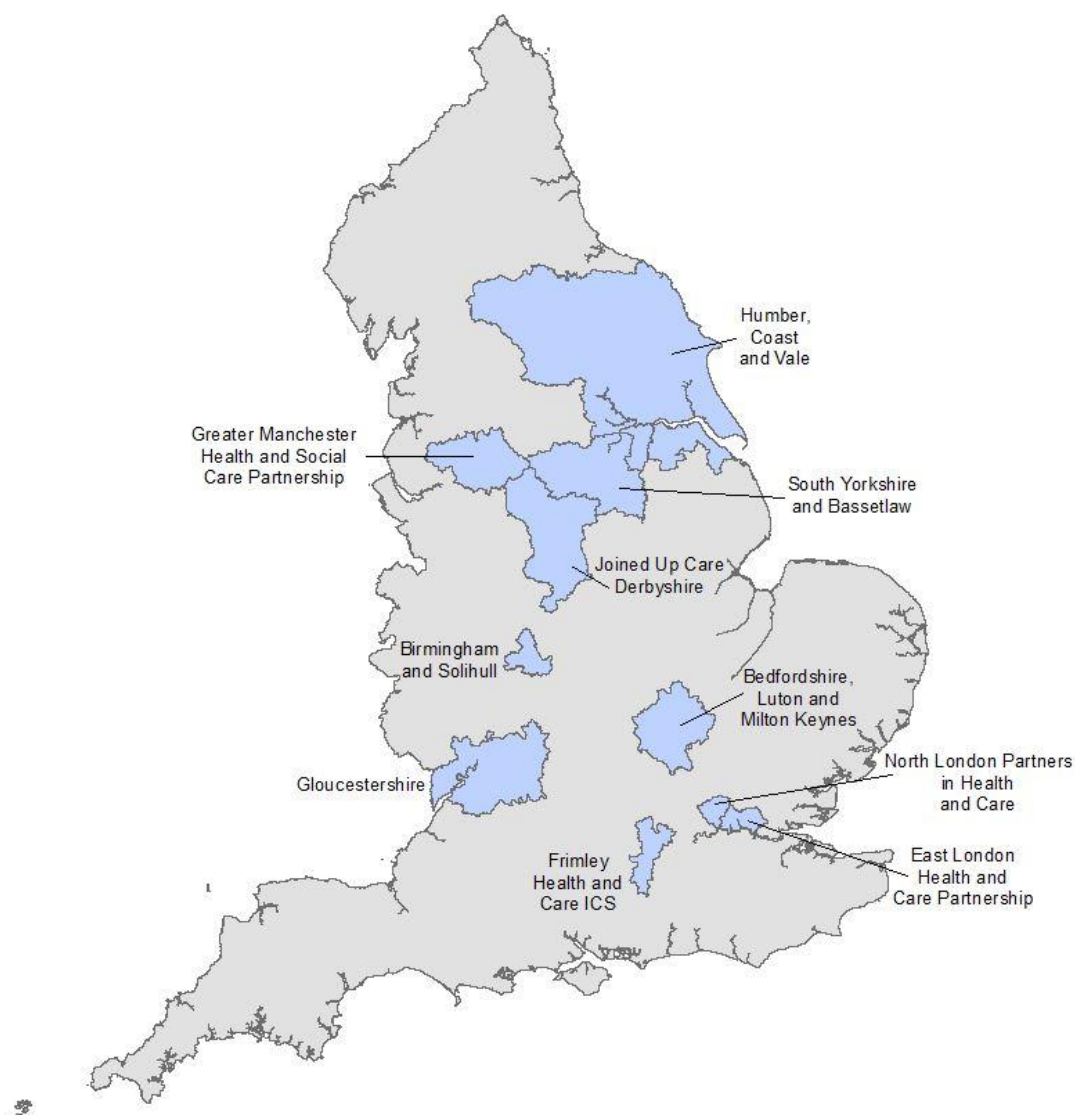 Humber,
Coast
and Vale
Greater Manchester
Health and Social
Care Partnership
South Yorkshire
and Bassetlaw
Joined Up Care
Derbyshire
Birmingham
and Solihull
Bedfordshire,
Luton and
Milton Keynes
North London Partners
in Health
and Care
Gloucestershire
East London
Health and
Care Partnership
Frimley
Health and
Care ICS